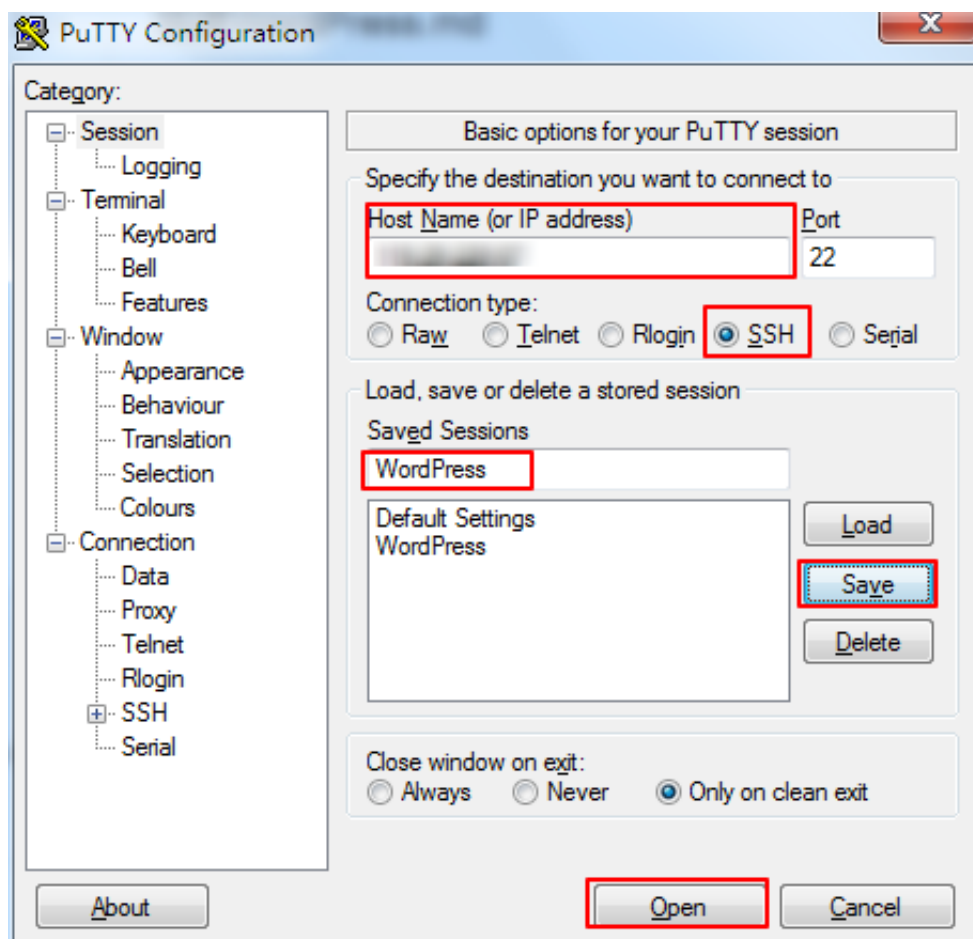 Press.md
PuTTY Configuration
X
Category:
Session
Logging
Terminal
Keyboard
Bell
Features
Window
Appearance
Behaviour
Translation
Selection
Colours
Connection
Data
Proxy
Telnet
Rlogin
SSH
Serial
Basic options for your PuTTY session
Specify the destination you want to connect to
Host Name (or IP address) Port
22
Connection type:
Raw Telnet Rlogin SSH Serial
Load, save or delete a stored session
Saved Sessions
WordPress
Default Settings
WordPress
Load
Save
Delete
Close window on exit:
Always Never Only on clean exit
About Open Cancel